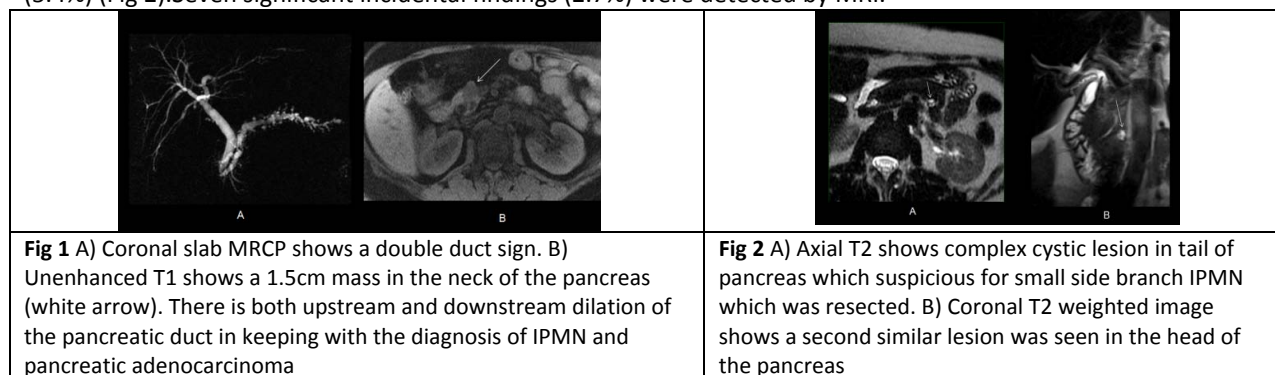 (3.4%) (Fig 2).Seven significant incidental findings (2.7%) were detected by MRI.
A
B
Fig 1 A) Coronal slab MRCP shows a double duct sign. B)
Unenhanced T1 shows a 1.5cm mass in the neck of the pancreas
(white arrow). There is both upstream and downstream dilation of
the pancreatic duct in keeping with the diagnosis of IPMN and
pancreatic adenocarcinoma
A
B
Fig 2 A) Axial T2 shows complex cystic lesion in tail of
pancreas which suspicious for small side branch IPMN
which was resected. B) Coronal T2 weighted image
shows a second similar lesion was seen in the head of
the pancreas